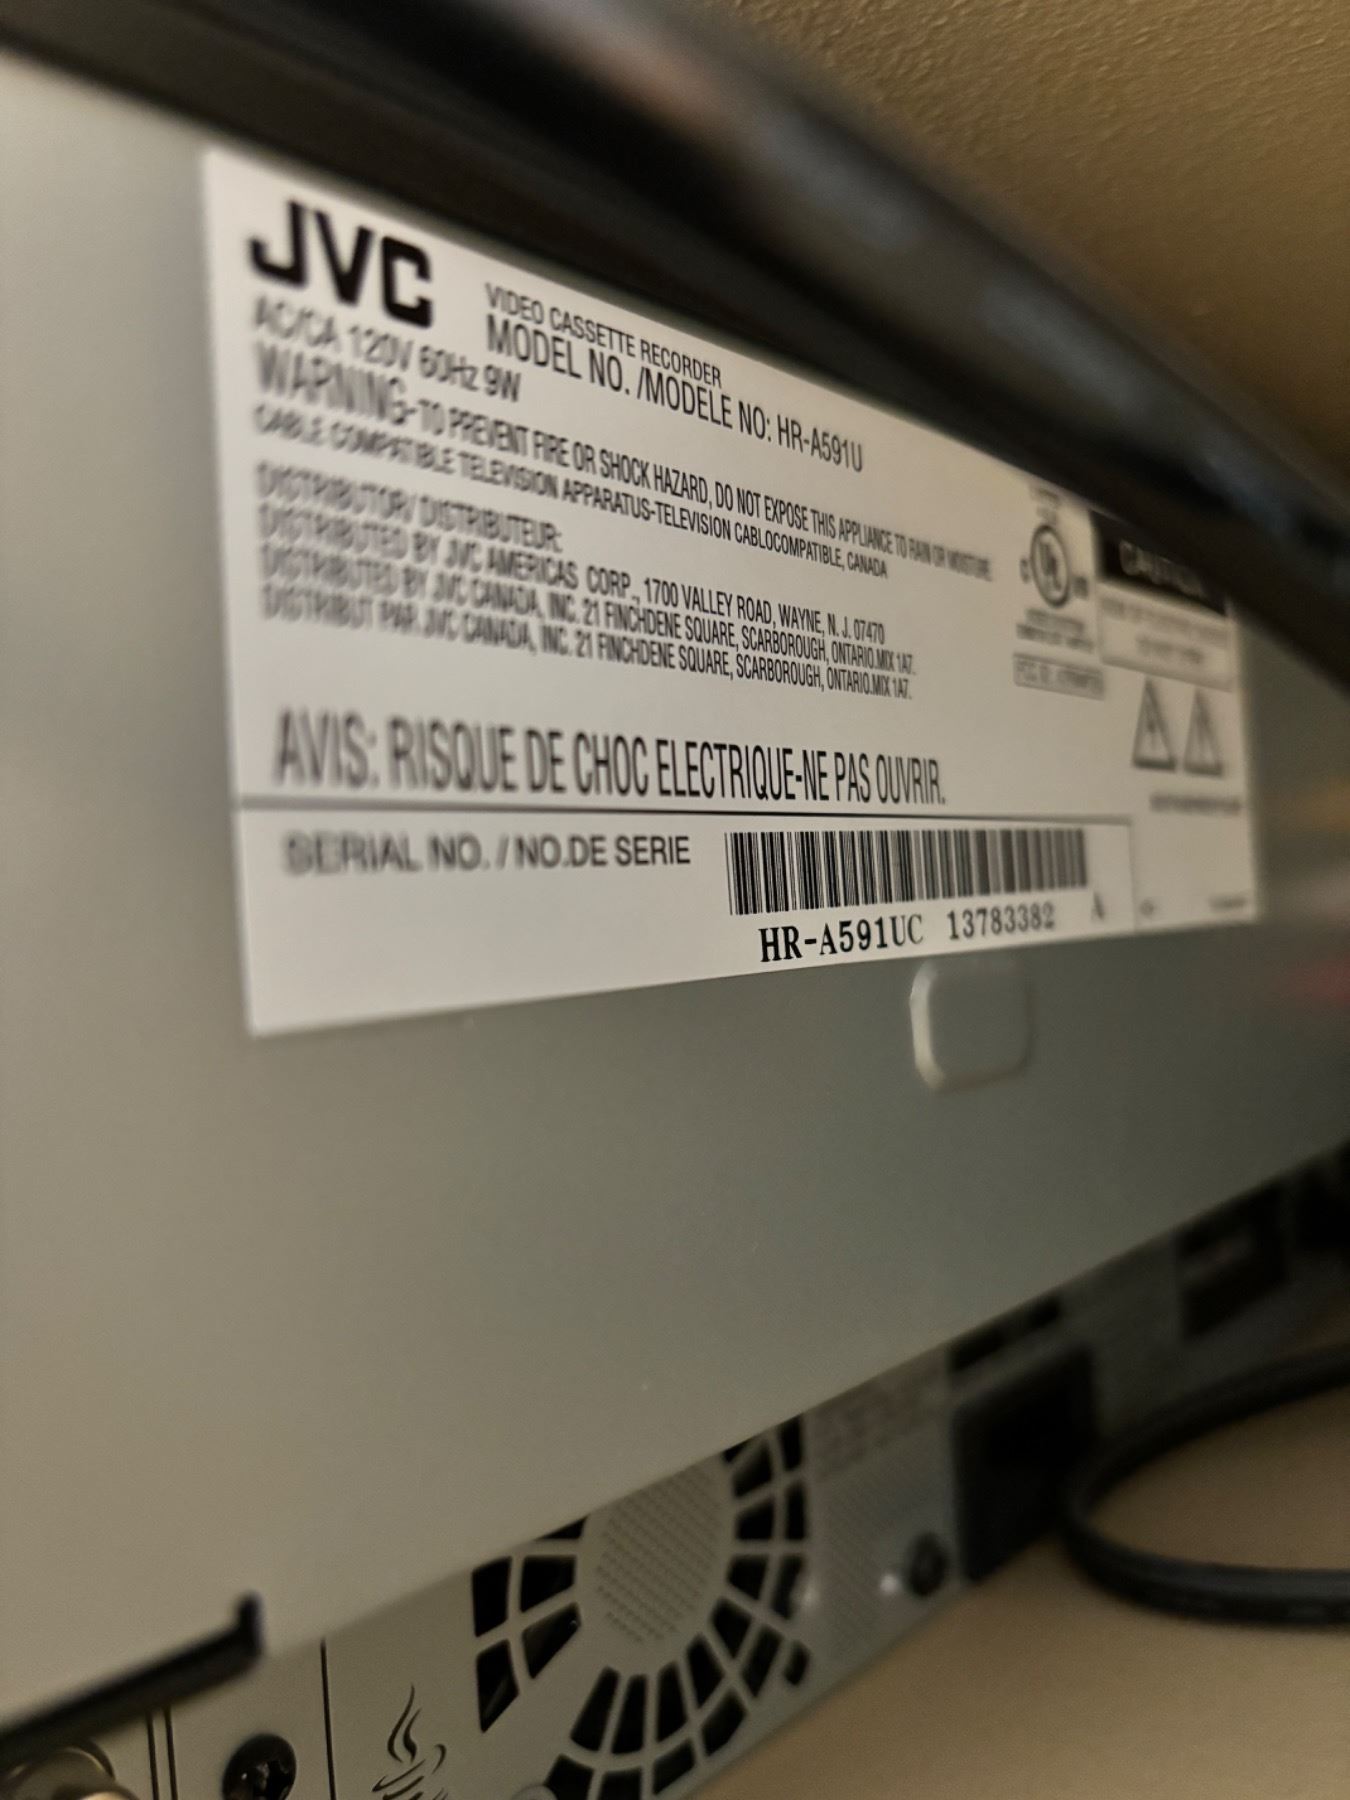 JVC
VIDEO CASSETTE RECORDER
MODEL NO. /MODELE NO: HR-A591U
AC/CA 120V 60Hz 9W
WARNING-TO PREVENT FIRE OR SHOCK HAZARD, DO NOT EXPOSE THIS APPLIANCE TO RAIN OR MOISTURE
CABLE COMPATIBLE TELEVISION APPARATUS-TELEVISION CABLOCOMPATIBLE, CANADA
DISTRIBUTOR/ DISTRIBUTEUR:
DISTRIBUTED BY JVC AMERICAS CORP., 1700 VALLEY ROAD, WAYNE, N. J. 07470
DISTRIBUTED BY JVC CANADA, INC. 21 FINCHDENE SQUARE, SCARBOROUGH, ONTARIO.MIX 1A7.
DISTRIBUT PAR JVC CANADA, INC. 21 FINCHDENE SQUARE, SCARBOROUGH, ONTARIO.MIX 1A7.
UL
CAUTION
AVIS: RISQUE DE CHOC ELECTRIQUE-NE PAS OUVRIR.
SERIAL NO. / NO.DE SERIE
HR-A591UC 13783382 A